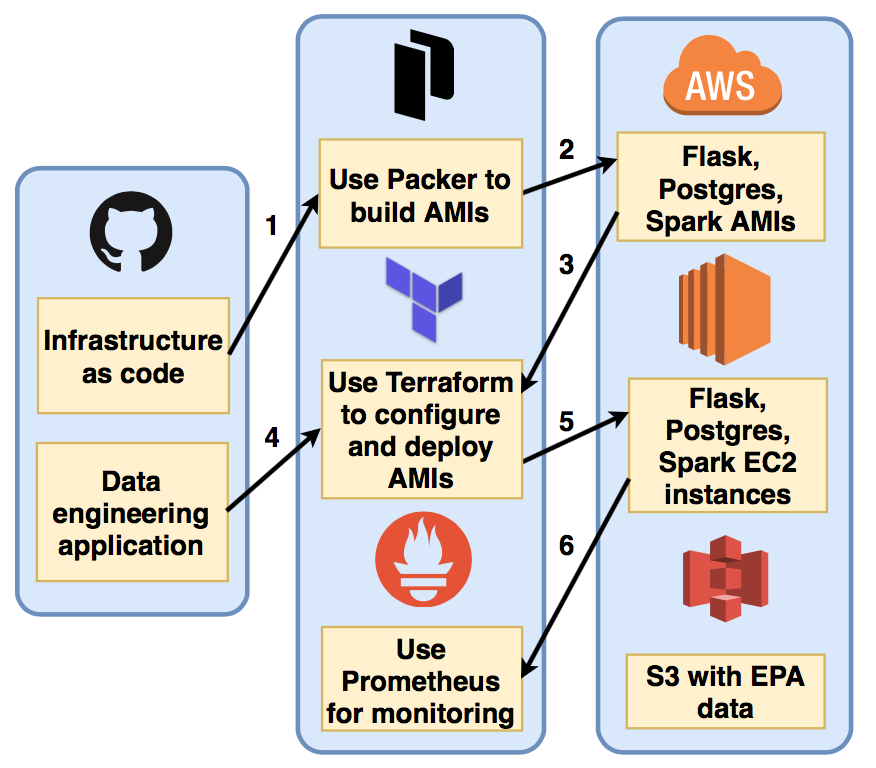 Infrastructure
as code
Data
engineering
application
1
4
Use Packer to
build AMIs
Use Terraform
to configure
and deploy
AMIs
Use
Prometheus
for monitoring
2
3
5
6
AWS
Flask,
Postgres,
Spark AMIs
Flask,
Postgres,
Spark EC2
instances
S3 with EPA
data